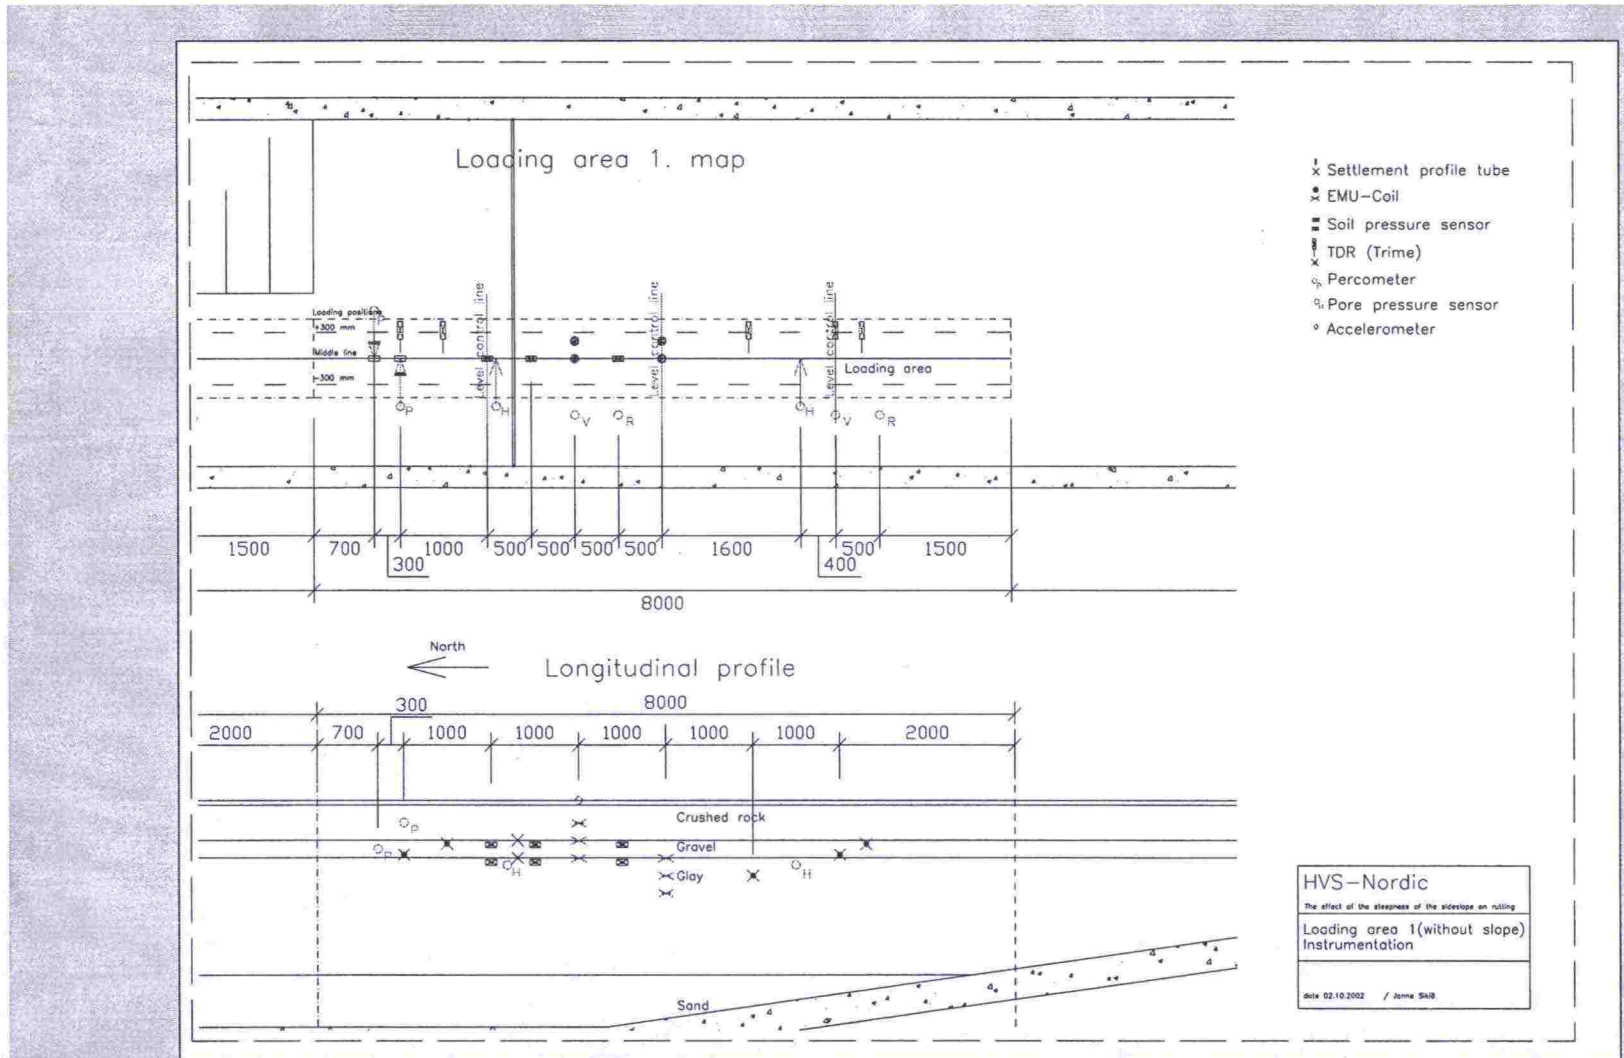 Loading area 1. map
Settlement profile tube
EMU-Coil
Soil pressure sensor
TDR (Trime)
P Percometer
Pore pressure sensor
Accelerometer
Level control line
Level control line
Level control line
Loading positions
P
+300 mm
Middle line
Loading area
-300 mm
P
H
V
R
H
V
R
1500 700 1000 500 500 500 500 1600 500 1500
300 400
8000
North
Longitudinal profile
300 8000
2000 700 1000 1000 1000 1000 1000 2000
Crushed rock
P
Gravel
P
H
H
Glay
Sand
HVS-Nordic
The effect of the steepness of the sideslope on rutting
Loading area 1(without slope)
Instrumentation
date 02.10.2002 / Janne